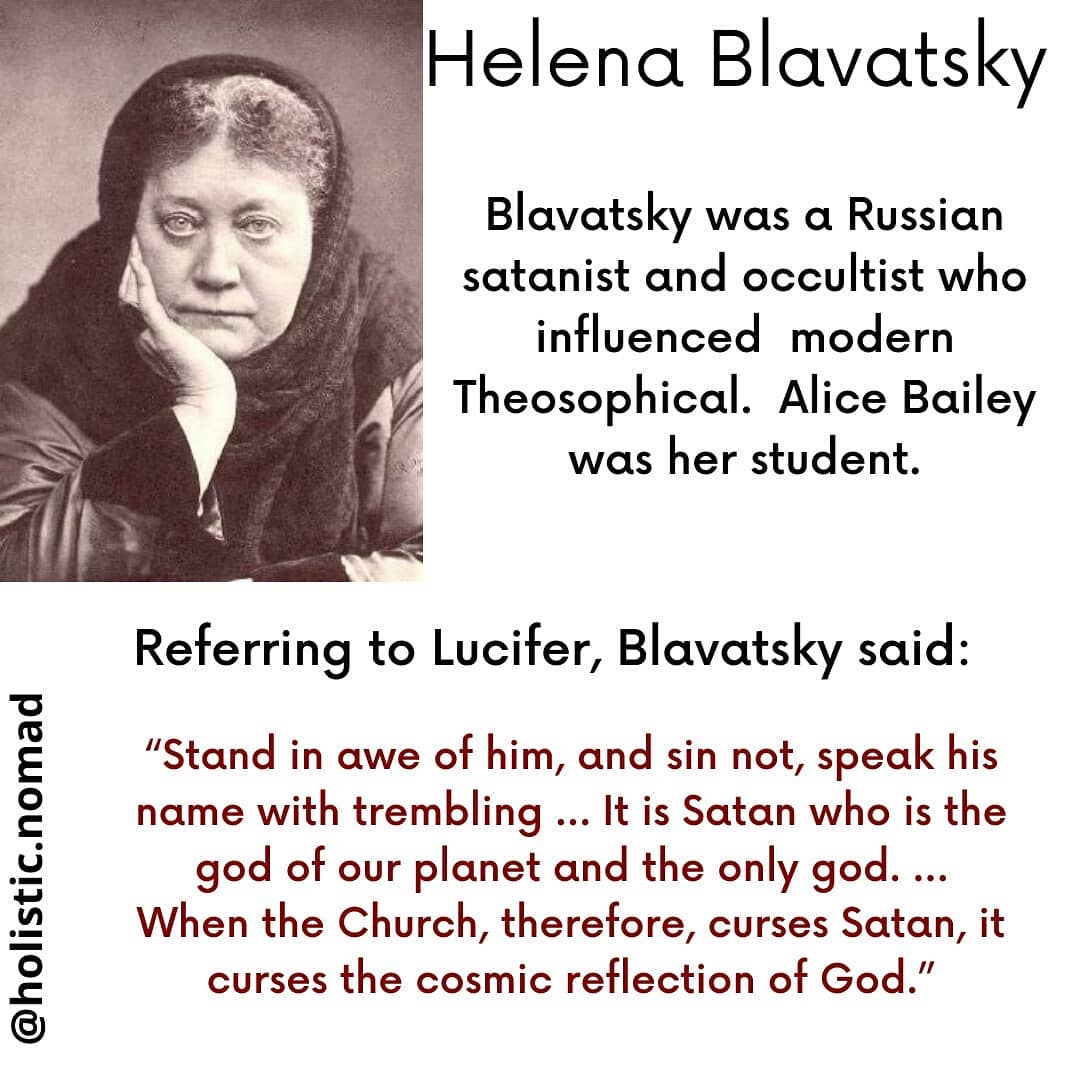 Helena Blavatsky
Blavatsky was a Russian
satanist and occultist who
influenced  modern
Theosophical.  Alice Bailey
was her student.
Referring to Lucifer, Blavatsky said:
“Stand in awe of him, and sin not, speak his
name with trembling ... It is Satan who is the
god of our planet and the only god. ...
When the Church, therefore, curses Satan, it
curses the cosmic reflection of God.”
@holistic.nomad